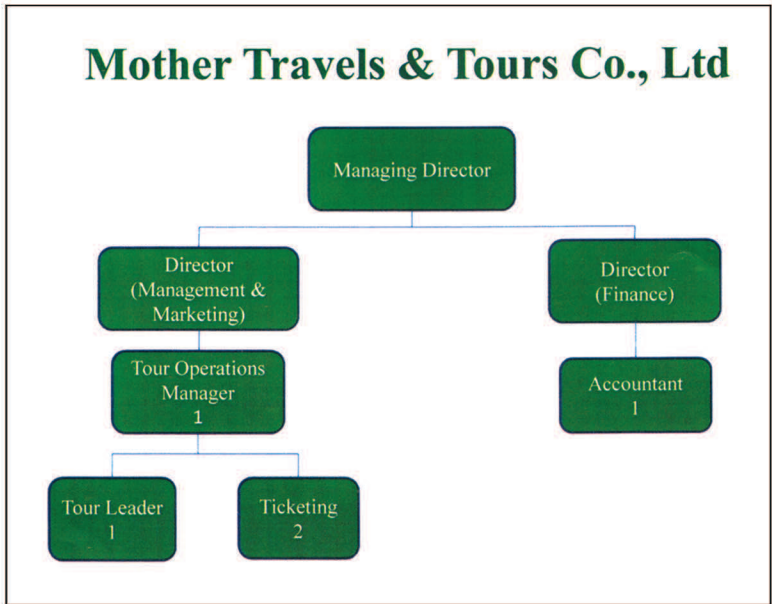 Mother Travels & Tours Co., Ltd
Managing Director
Director
(Management &
Marketing)
Director
(Finance)
Tour Operations
Manager
1
Accountant
1
Tour Leader
1
Ticketing
2